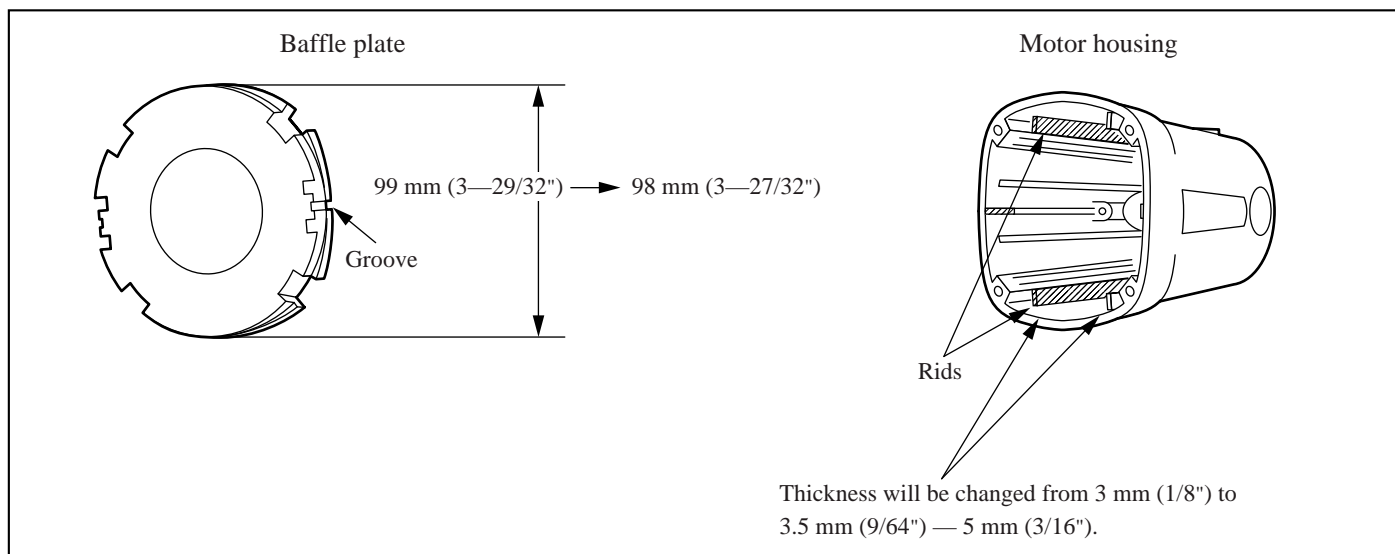 Baffle plate
Motor housing
99 mm (3—29/32") 98 mm (3—27/32")
Groove
Rids
Thickness will be changed from 3 mm (1/8") to
3.5 mm (9/64") — 5 mm (3/16").